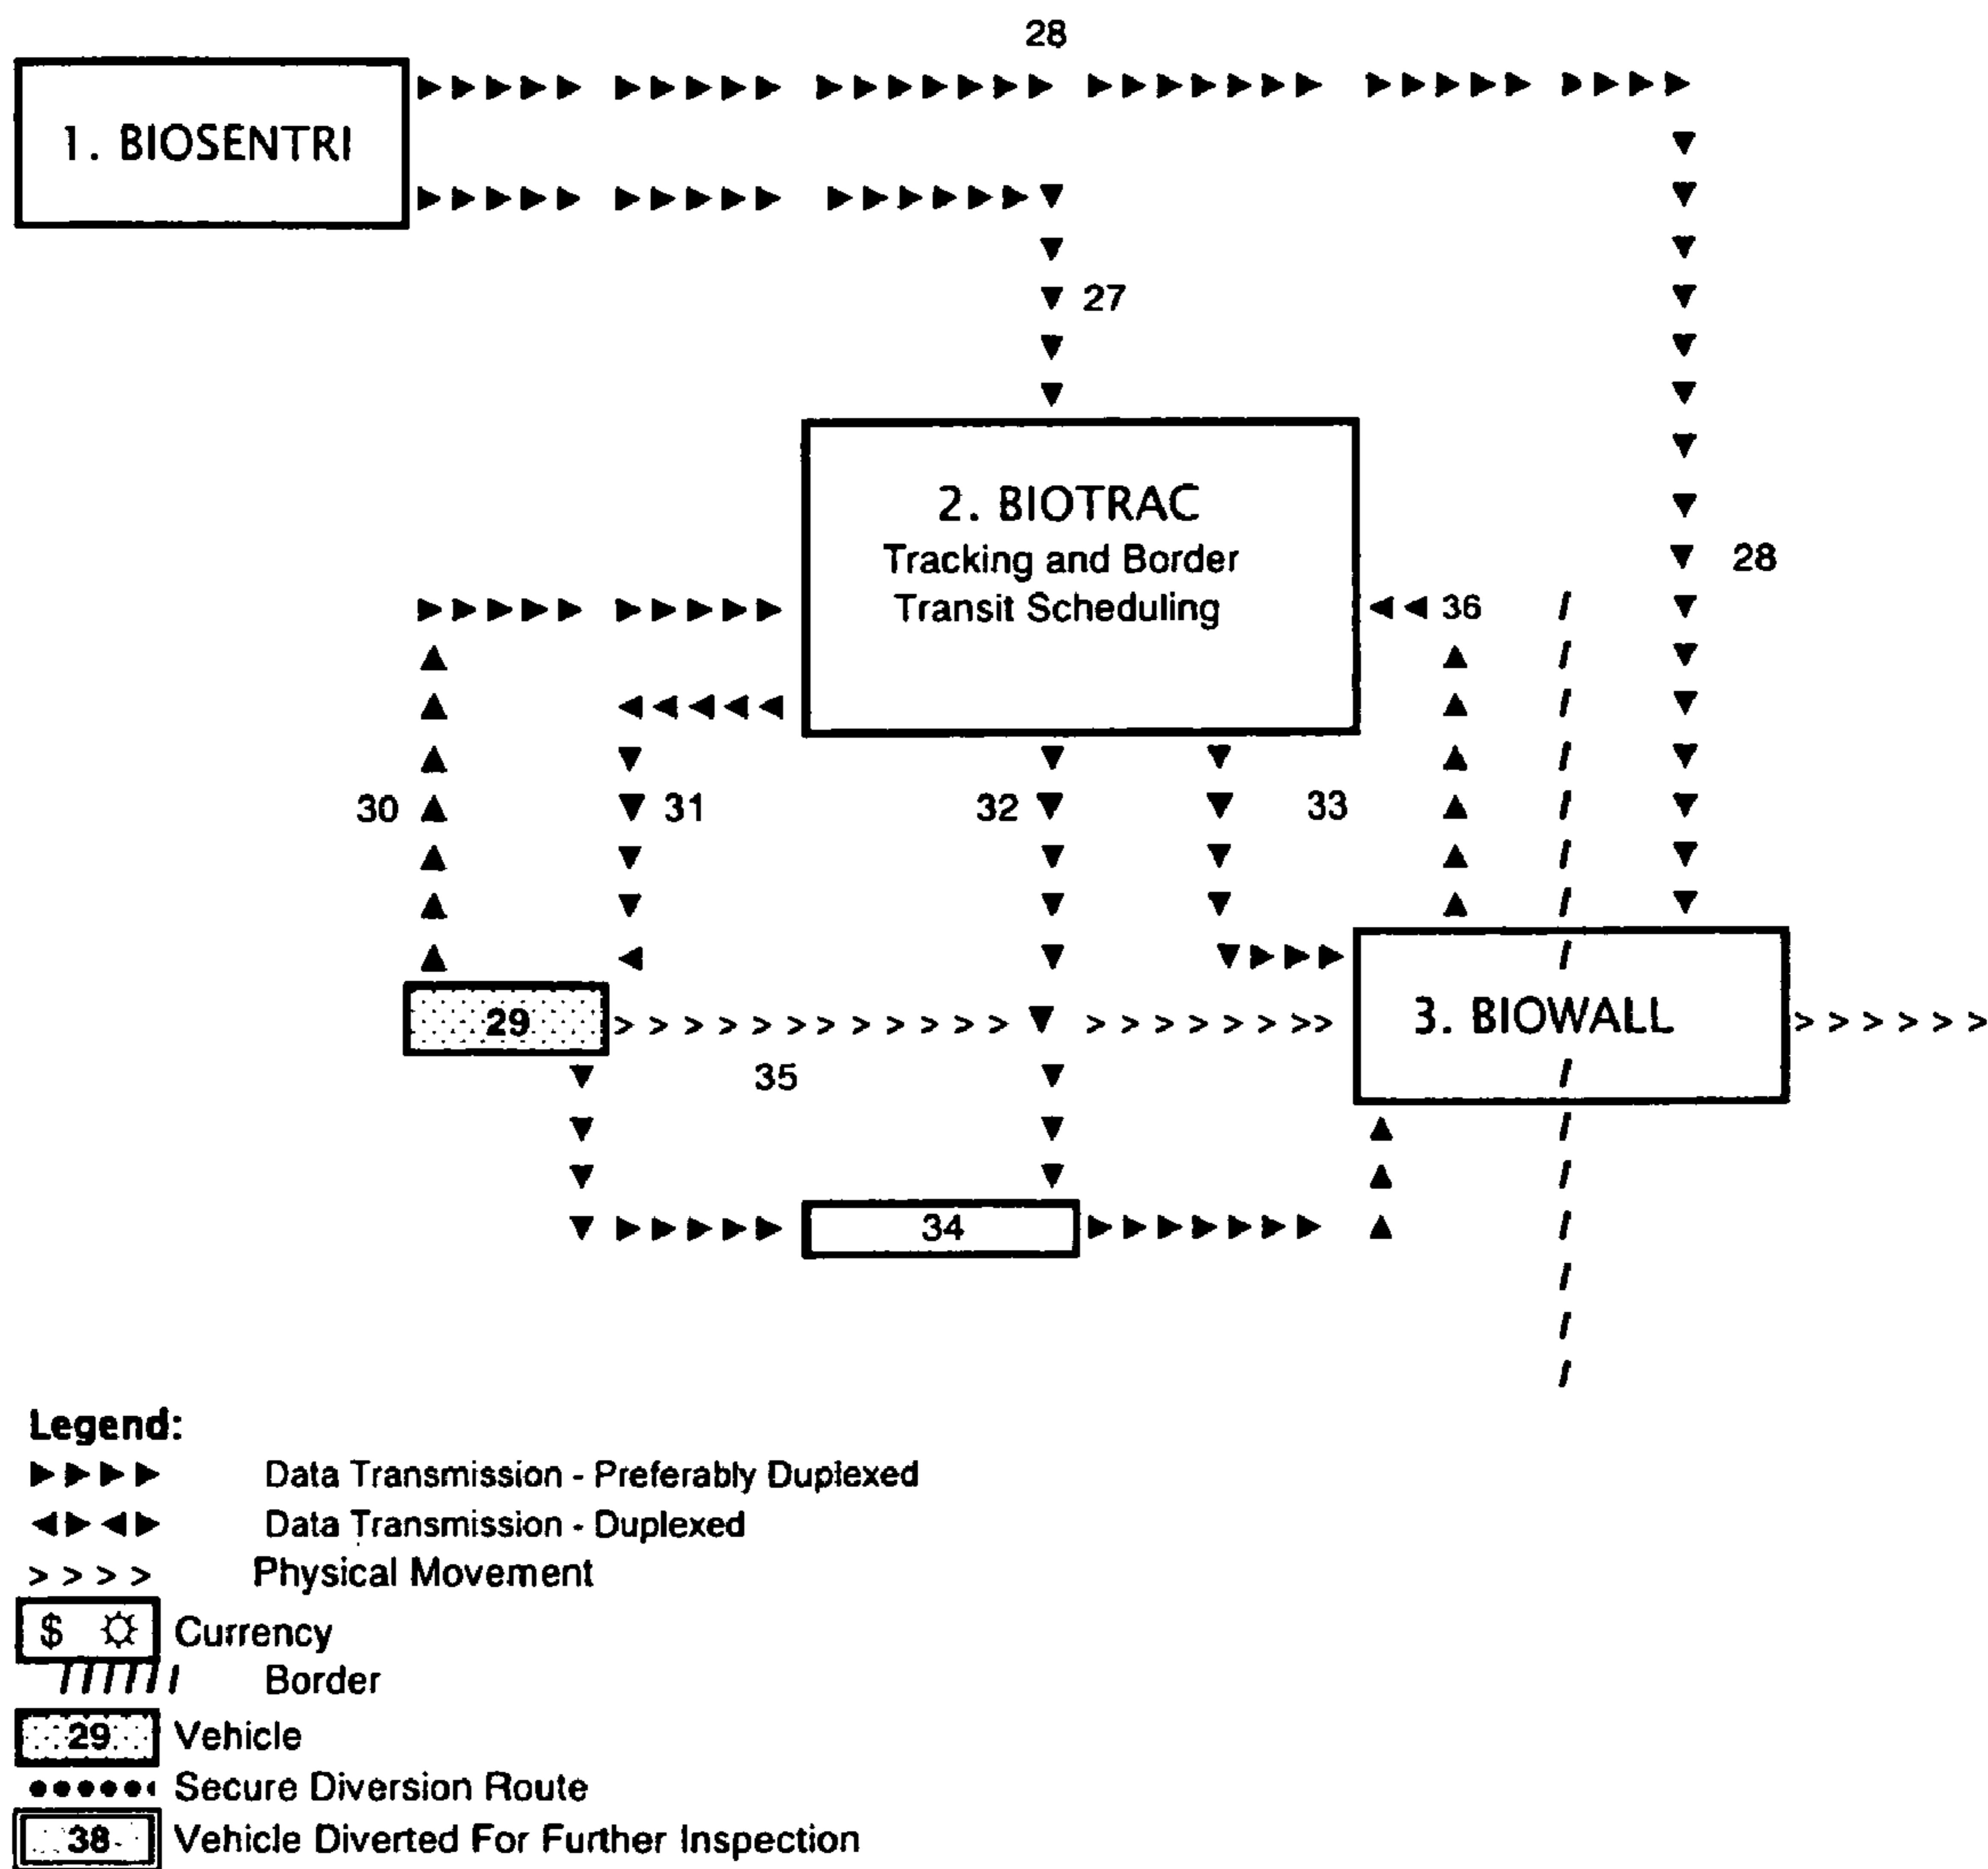 28
1. BIOSENTRI
27
2. BIOTRAC
Tracking and Border
Transit Scheduling
28
36
30
31
32
33
29
3. BIOWALL
35
34
Legend:
Data Transmission - Preferably Duplexed
Data Transmission - Duplexed
> > > > Physical Movement
$ ☼ Currency
Border
29 Vehicle
Secure Diversion Route
38 Vehicle Diverted For Further Inspection